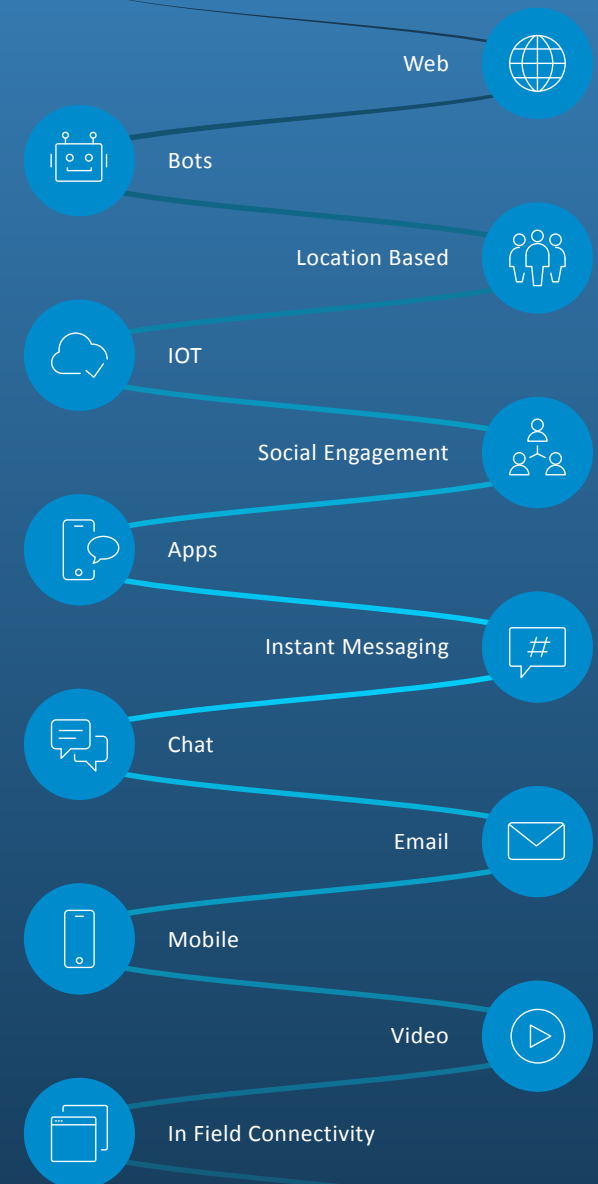 Web
Bots
Location Based
IOT
Social Engagement
Apps
Instant Messaging
#
Chat
Email
Mobile
Video
In Field Connectivity